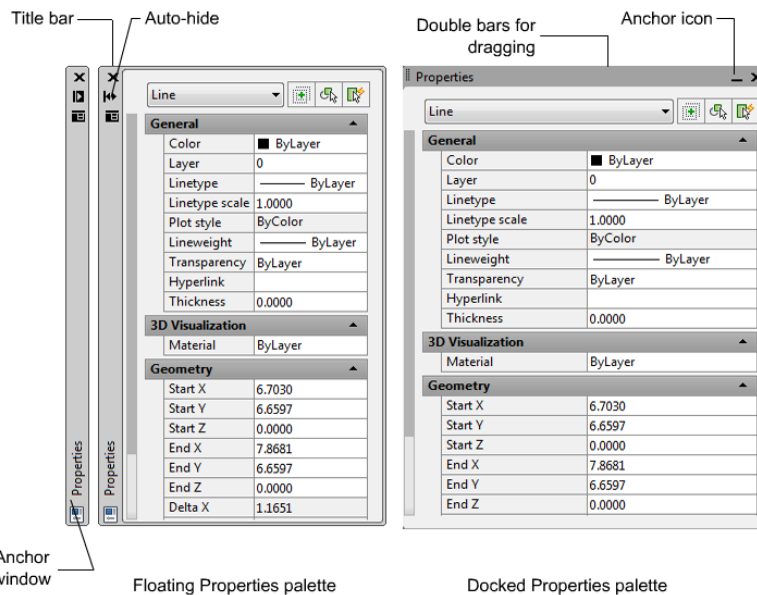 Title bar
Auto-hide
Double bars for
dragging
Anchor icon
Properties
Properties
Line
General
Color ByLayer
Layer 0
Linetype ByLayer
Linetype scale 1.0000
Plot style ByColor
Lineweight ByLayer
Transparency ByLayer
Hyperlink
Thickness 0.0000
3D Visualization
Material ByLayer
Geometry
Start X 6.7030
Start Y 6.6597
Start Z 0.0000
End X 7.8681
End Y 6.6597
End Z 0.0000
Delta X 1.1651
Properties
Line
General
Color ByLayer
Layer 0
Linetype ByLayer
Linetype scale 1.0000
Plot style ByColor
Lineweight ByLayer
Transparency ByLayer
Hyperlink
Thickness 0.0000
3D Visualization
Material ByLayer
Geometry
Start X 6.7030
Start Y 6.6597
Start Z 0.0000
End X 7.8681
End Y 6.6597
End Z 0.0000
Anchor
window
Floating Properties palette
Docked Properties palette